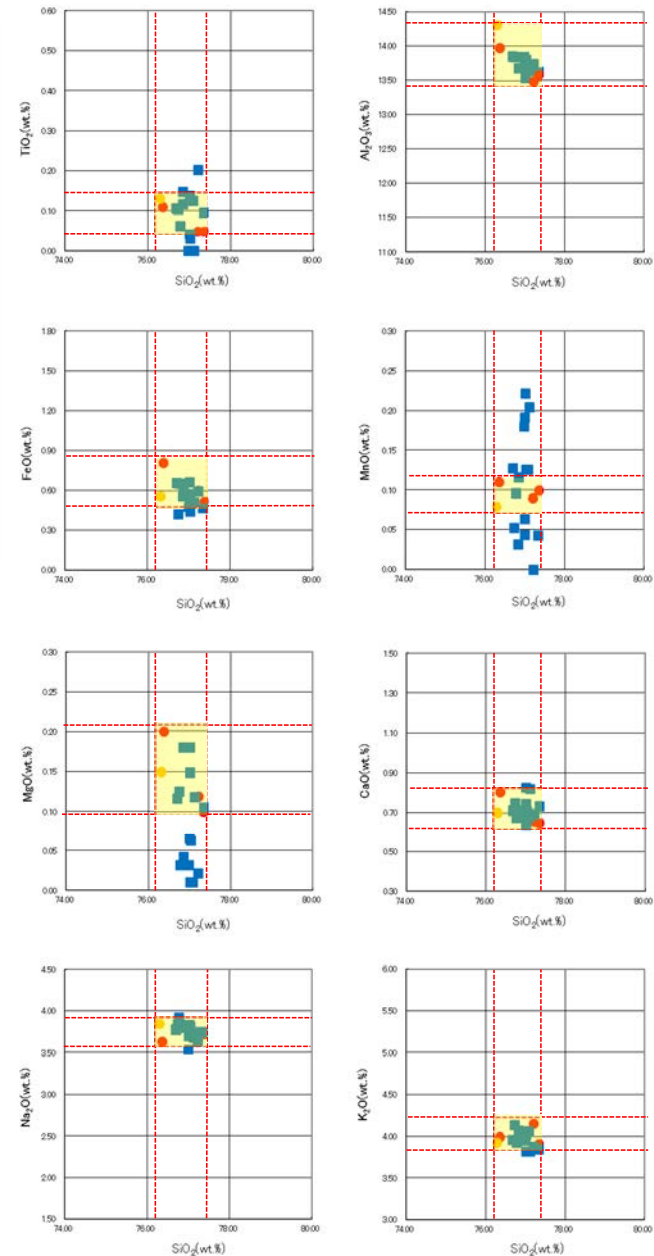 0.60
0.50
0.40
0.30
0.20
0.10
0.00
TiO₂(wt.%)
74.00 76.00 78.00 80.00
SiO₂(wt.%)
14.50
14.00
13.50
13.00
12.50
12.00
11.50
11.00
Al₂O₃(wt.%)
74.00 76.00 78.00 80.00
SiO₂(wt.%)
1.80
1.50
1.20
0.90
0.60
0.30
0.00
FeO(wt.%)
74.00 76.00 78.00 80.00
SiO₂(wt.%)
0.30
0.25
0.20
0.15
0.10
0.05
0.00
MnO(wt.%)
74.00 76.00 78.00 80.00
SiO₂(wt.%)
0.30
0.25
0.20
0.15
0.10
0.05
0.00
MgO(wt.%)
74.00 76.00 78.00 80.00
SiO₂(wt.%)
1.50
1.30
1.10
0.90
0.70
0.50
0.30
CaO(wt.%)
74.00 76.00 78.00 80.00
SiO₂(wt.%)
4.50
4.00
3.50
3.00
2.50
2.00
1.50
Na₂O(wt.%)
74.00 76.00 78.00 80.00
SiO₂(wt.%)
6.00
5.50
5.00
4.50
4.00
3.50
3.00
K₂O(wt.%)
74.00 76.00 78.00 80.00
SiO₂(wt.%)